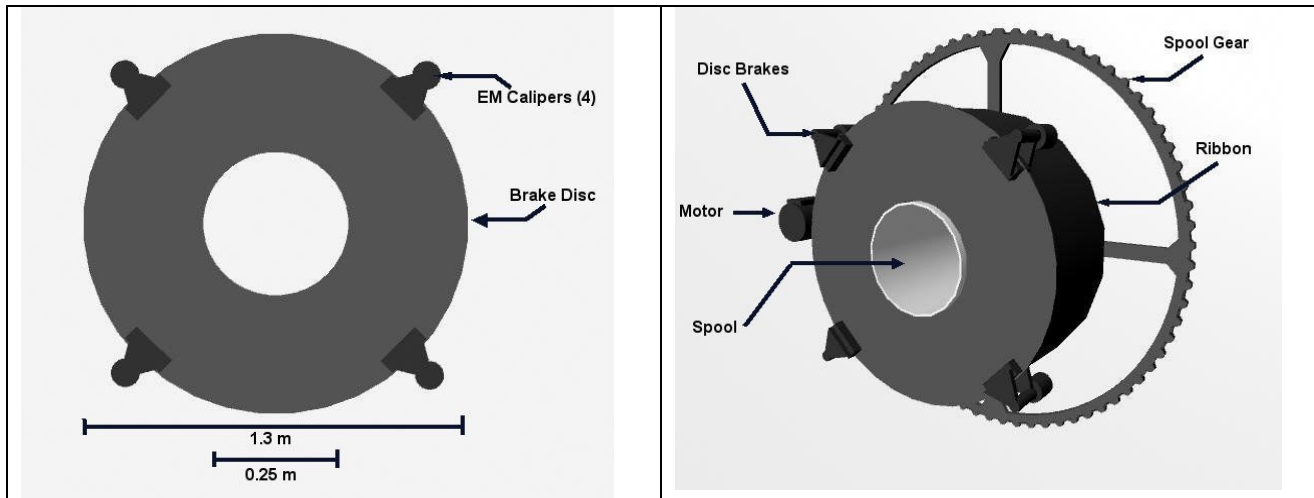 EM Calipers (4)
Brake Disc
1.3 m
0.25 m
Spool Gear
Disc Brakes
Ribbon
Motor
Spool